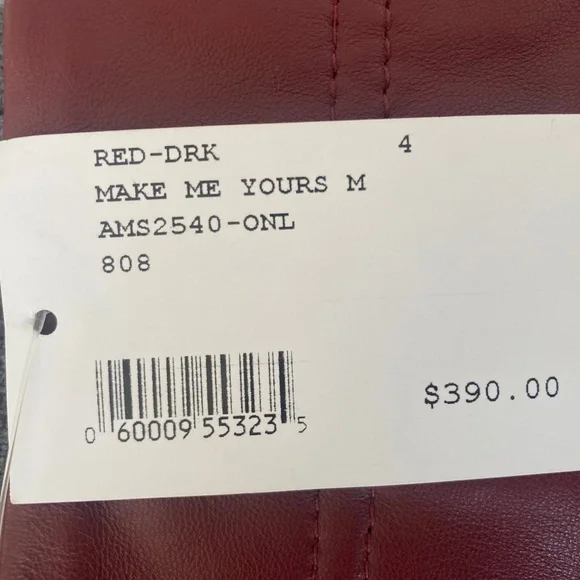 RED-DRK 4
MAKE ME YOURS M
AMS2540-ONL
808
$390.00
0 60009 55323 5